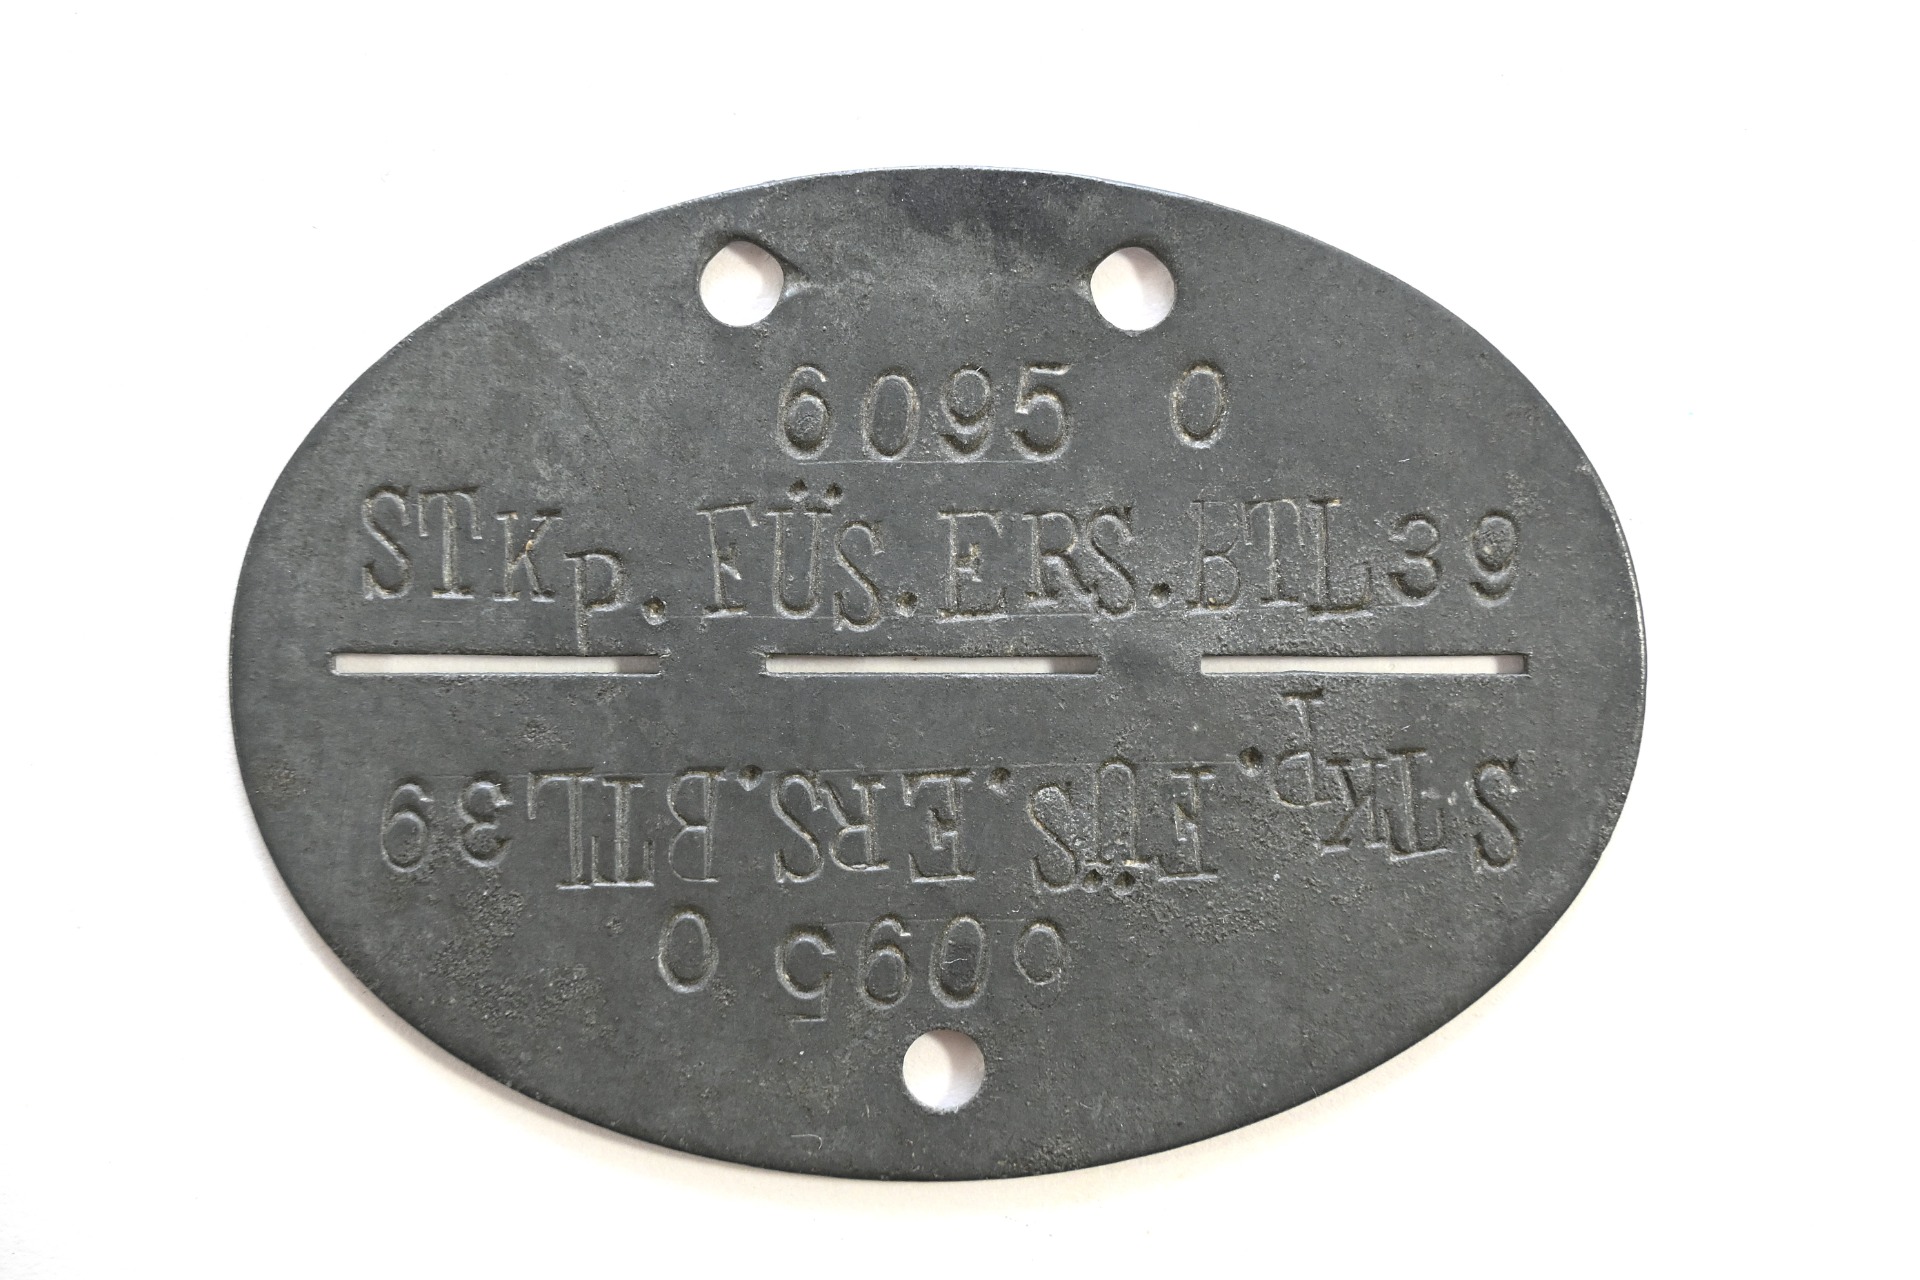 6095 0
STKp. FÜS. ERS. BTL 39
STKp. FÜS. ERS. BTL 39
6095 0